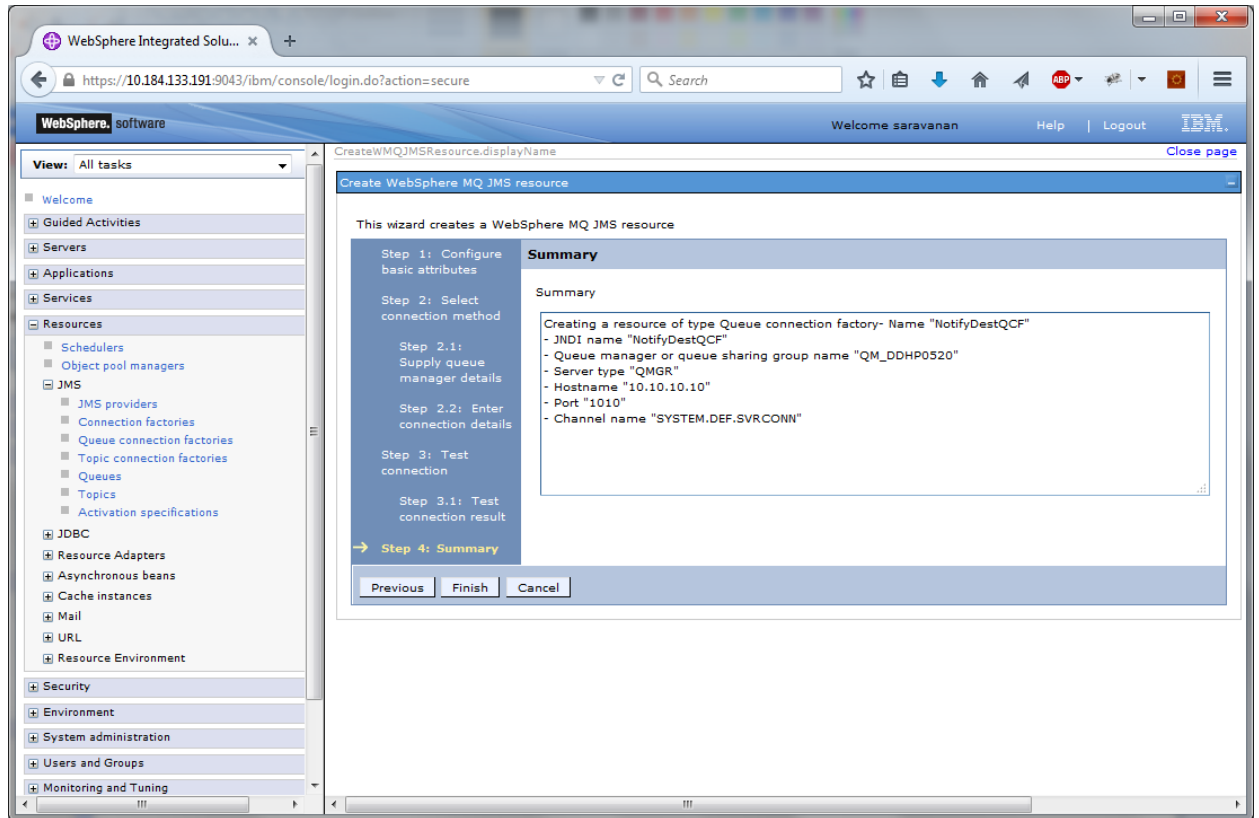 WebSphere Integrated Solu...
https://10.184.133.191:9043/ibm/console/login.do?action=secure
Search
ABP
WebSphere. software
Welcome saravanan
Help | Logout
IBM.
View: All tasks
Welcome
Guided Activities
Servers
Applications
Services
Resources
Schedulers
Object pool managers
JMS
JMS providers
Connection factories
Queue connection factories
Topic connection factories
Queues
Topics
Activation specifications
JDBC
Resource Adapters
Asynchronous beans
Cache instances
Mail
URL
Resource Environment
Security
Environment
System administration
Users and Groups
Monitoring and Tuning
CreateWMQJMSResource.displayName
Close page
Create WebSphere MQ JMS resource
This wizard creates a WebSphere MQ JMS resource
Step 1: Configure
basic attributes
Step 2: Select
connection method
Step 2.1:
Supply queue
manager details
Step 2.2: Enter
connection details
Step 3: Test
connection
Step 3.1: Test
connection result
Step 4: Summary
Summary
Summary
Creating a resource of type Queue connection factory- Name "NotifyDestQCF"
- JNDI name "NotifyDestQCF"
- Queue manager or queue sharing group name "QM_DDHP0520"
- Server type "QMGR"
- Hostname "10.10.10.10"
- Port "1010"
- Channel name "SYSTEM.DEF.SVRCONN"
Previous
Finish
Cancel